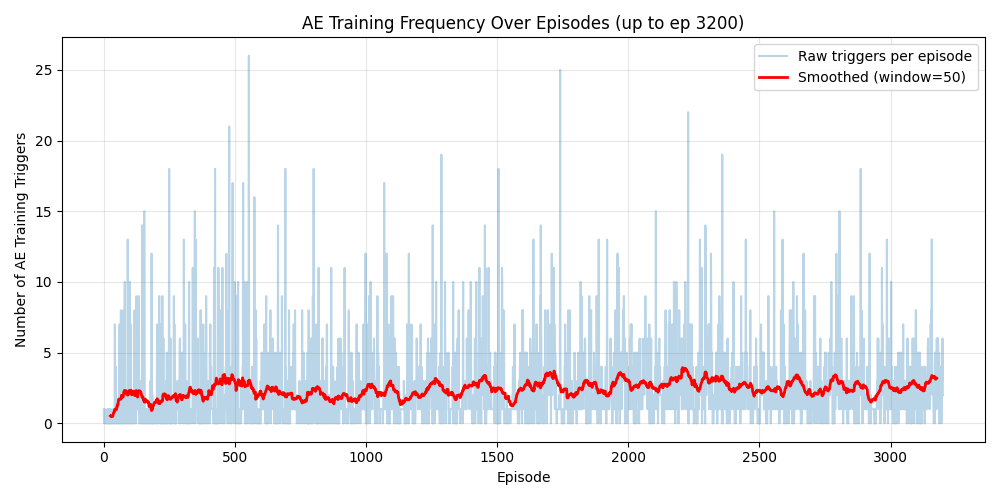 AE Training Frequency Over Episodes (up to ep 3200)
Raw triggers per episode
Smoothed (window=50)
Number of AE Training Triggers
25
20
15
10
5
0
0 500 1000 1500 2000 2500 3000
Episode